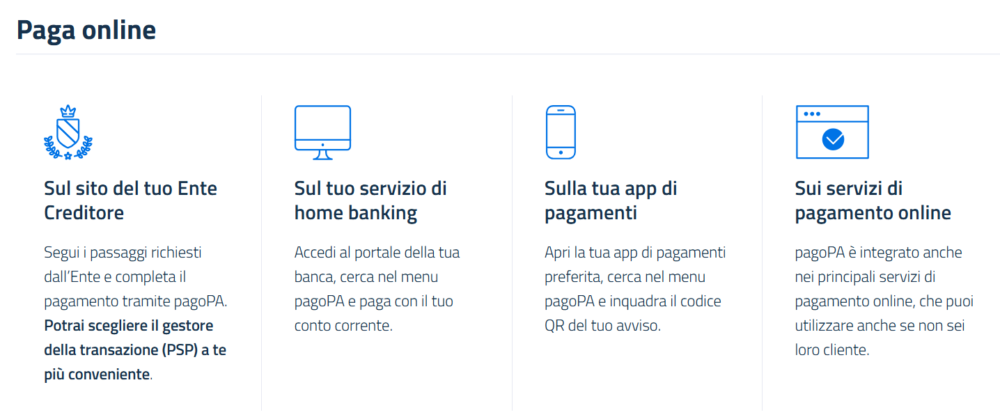 Paga online
Sul sito del tuo Ente
Creditore
Segui i passaggi richiesti
dall'Ente e completa il
pagamento tramite pagoPA.
Potrai scegliere il gestore
della transazione (PSP) a te
più conveniente.
Sul tuo servizio di
home banking
Accedi al portale della tua
banca, cerca nel menu
pagoPA e paga con il tuo
conto corrente.
Sulla tua app di
pagamenti
Apri la tua app di pagamenti
preferita, cerca nel menu
pagoPA e inquadra il codice
QR del tuo avviso.
Sui servizi di
pagamento online
pagoPA è integrato anche
nei principali servizi di
pagamento online, che puoi
utilizzare anche se non sei
loro cliente.